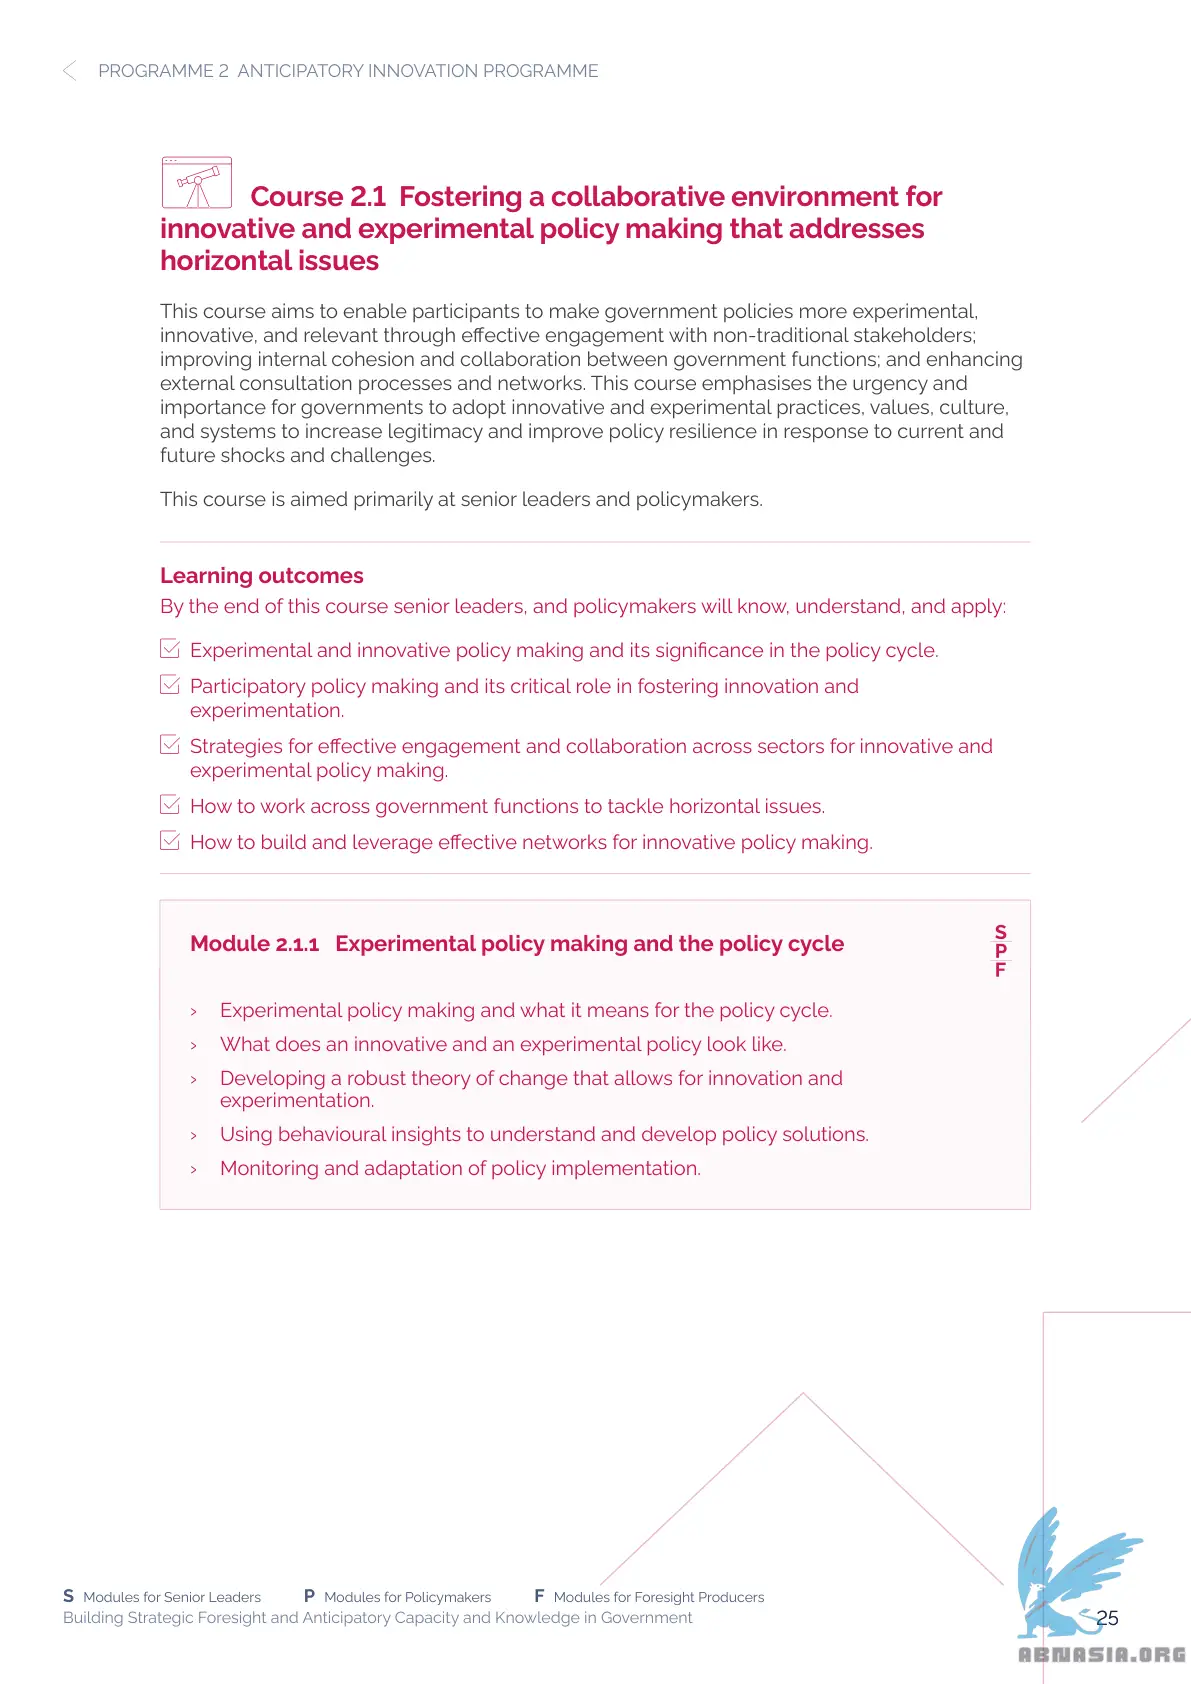 PROGRAMME 2 ANTICIPATORY INNOVATION PROGRAMME
Course 2.1 Fostering a collaborative environment for
innovative and experimental policy making that addresses
horizontal issues
This course aims to enable participants to make government policies more experimental,
innovative, and relevant through effective engagement with non-traditional stakeholders;
improving internal cohesion and collaboration between government functions; and enhancing
external consultation processes and networks. This course emphasises the urgency and
importance for governments to adopt innovative and experimental practices, values, culture,
and systems to increase legitimacy and improve policy resilience in response to current and
future shocks and challenges.
This course is aimed primarily at senior leaders and policymakers.
Learning outcomes
By the end of this course senior leaders, and policymakers will know, understand, and apply:
Experimental and innovative policy making and its significance in the policy cycle.
Participatory policy making and its critical role in fostering innovation and
experimentation.
Strategies for effective engagement and collaboration across sectors for innovative and
experimental policy making.
How to work across government functions to tackle horizontal issues.
How to build and leverage effective networks for innovative policy making.
Module 2.1.1 Experimental policy making and the policy cycle
S
P
F
› Experimental policy making and what it means for the policy cycle.
› What does an innovative and an experimental policy look like.
› Developing a robust theory of change that allows for innovation and
experimentation.
› Using behavioural insights to understand and develop policy solutions.
› Monitoring and adaptation of policy implementation.
S Modules for Senior Leaders P Modules for Policymakers F Modules for Foresight Producers
Building Strategic Foresight and Anticipatory Capacity and Knowledge in Government
25
ABNASIA.ORG